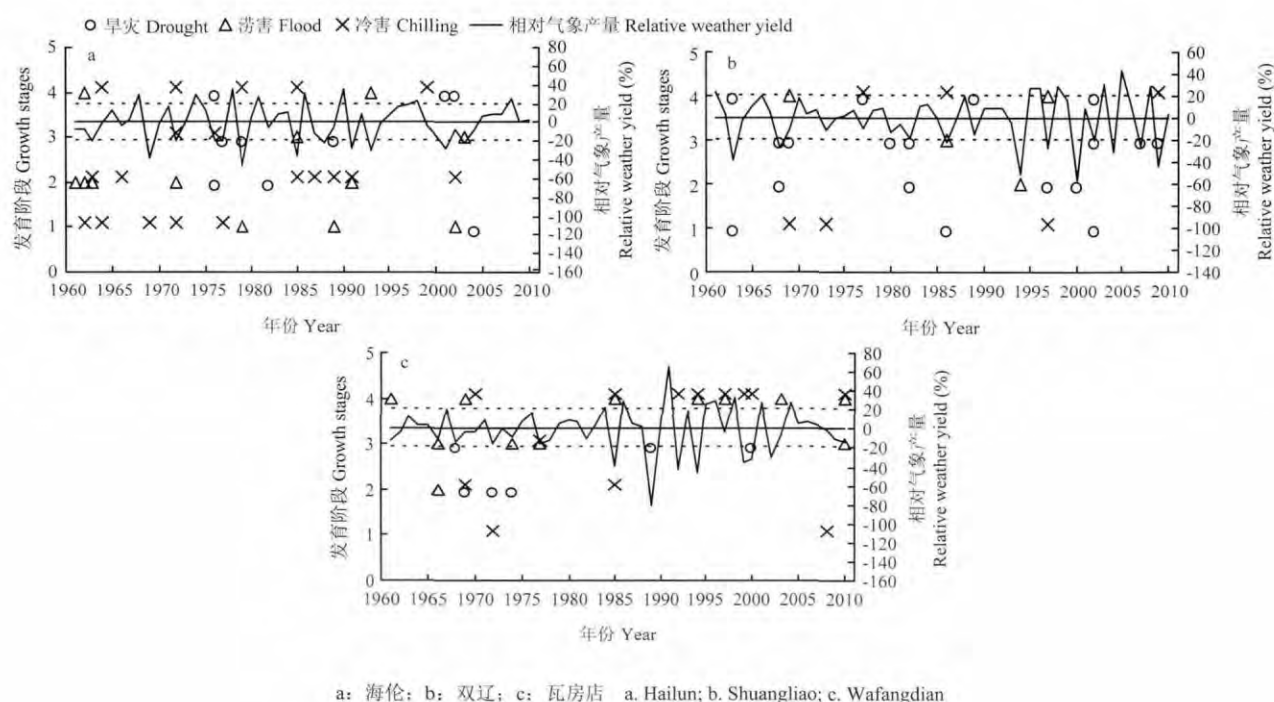 旱灾 Drought 涝害 Flood 冷害 Chilling 相对气象产量 Relative weather yield
a
发育阶段 Growth stages
5
4
3
2
1
0
80
60
40
20
0
-20
-40
-60
-80
-100
-120
-140
-160
相对气象产量 (%)
Relative weather yield
1960 1965 1970 1975 1980 1985 1990 1995 2000 2005 2010
年份 Year
b
发育阶段 Growth stages
5
4
3
2
1
0
60
40
20
0
-20
-40
-60
-80
-100
-120
-140
相对气象产量
Relative weather yield (%)
1960 1965 1970 1975 1980 1985 1990 1995 2000 2005 2010
年份 Year
c
发育阶段 Growth stages
5
4
3
2
1
0
80
60
40
20
0
-20
-40
-60
-80
-100
-120
-140
-160
相对气象产量
Relative weather yield (%)
1960 1965 1970 1975 1980 1985 1990 1995 2000 2005 2010
年份 Year
a：海伦；b：双辽；c：瓦房店 a. Hailun; b. Shuangliao; c. Wafangdian